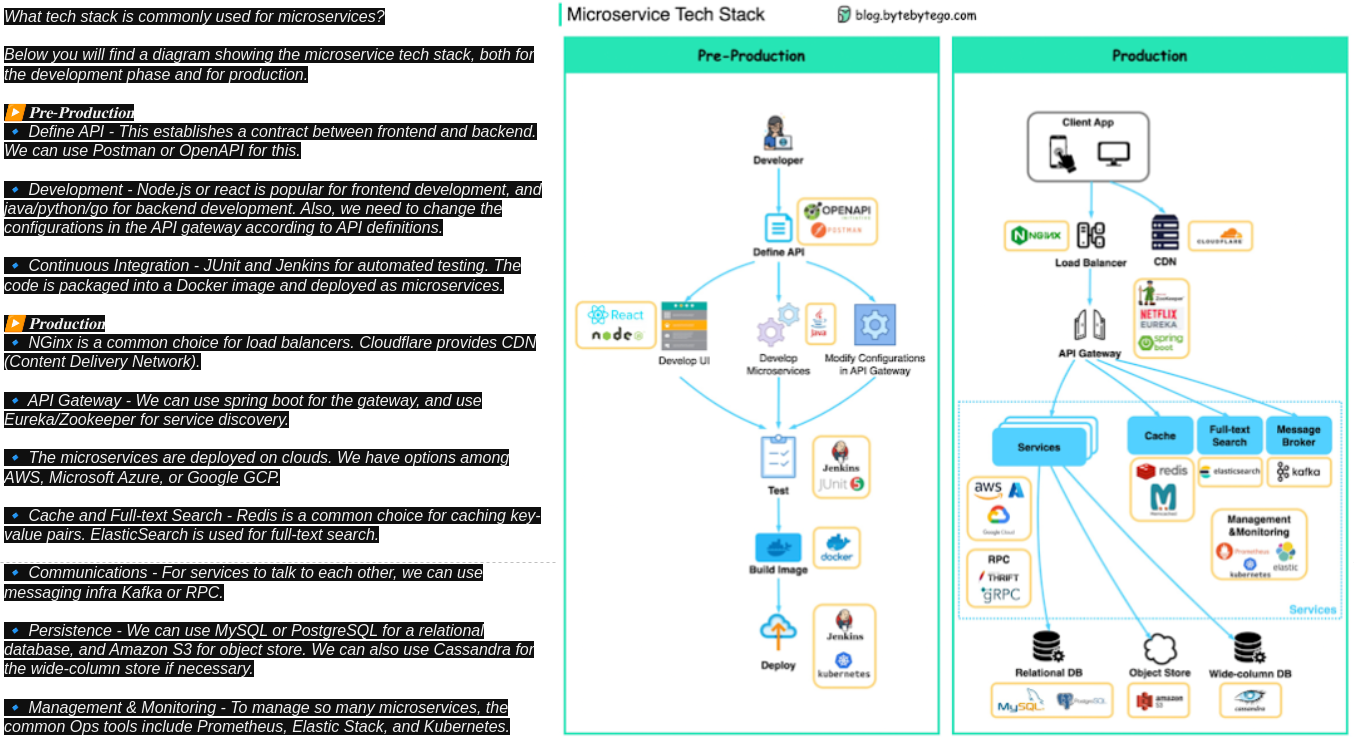 What tech stack is commonly used for microservices?
Below you will find a diagram showing the microservice tech stack, both for
the development phase and for production.
▶️ Pre-Production
🔹 Define API - This establishes a contract between frontend and backend.
We can use Postman or OpenAPI for this.
🔹 Development - Node.js or react is popular for frontend development, and
java/python/go for backend development. Also, we need to change the
configurations in the API gateway according to API definitions.
🔹 Continuous Integration - JUnit and Jenkins for automated testing. The
code is packaged into a Docker image and deployed as microservices.
▶️ Production
🔹 NGinx is a common choice for load balancers. Cloudflare provides CDN
(Content Delivery Network).
🔹 API Gateway - We can use spring boot for the gateway, and use
Eureka/Zookeeper for service discovery.
🔹 The microservices are deployed on clouds. We have options among
AWS, Microsoft Azure, or Google GCP.
🔹 Cache and Full-text Search - Redis is a common choice for caching key-
value pairs. ElasticSearch is used for full-text search.
🔹 Communications - For services to talk to each other, we can use
messaging infra Kafka or RPC.
🔹 Persistence - We can use MySQL or PostgreSQL for a relational
database, and Amazon S3 for object store. We can also use Cassandra for
the wide-column store if necessary.
🔹 Management & Monitoring - To manage so many microservices, the
common Ops tools include Prometheus, Elastic Stack, and Kubernetes.
Microservice Tech Stack
blog.bytebytego.com
Pre-Production
Developer
OPENAPI
INITIATIVE
POSTMAN
Define API
React
node
Develop UI
Java
Develop
Microservices
Modify Configurations
in API Gateway
Jenkins
JUnit 5
Test
docker
Build Image
Jenkins
kubernetes
Deploy
Production
Client App
NGINX
Load Balancer
CDN
CLOUDFLARE
ZooKeeper
NETFLIX
EUREKA
spring
boot
API Gateway
Services
Cache
Full-text
Search
Message
Broker
aws
Google Cloud
redis
Memcached
elasticsearch
kafka
RPC
THRIFT
gRPC
Management
&Monitoring
Prometheus
kubernetes
elastic
Services
Relational DB
Object Store
Wide-column DB
MySQL
PostgreSQL
amazon
S3
cassandra